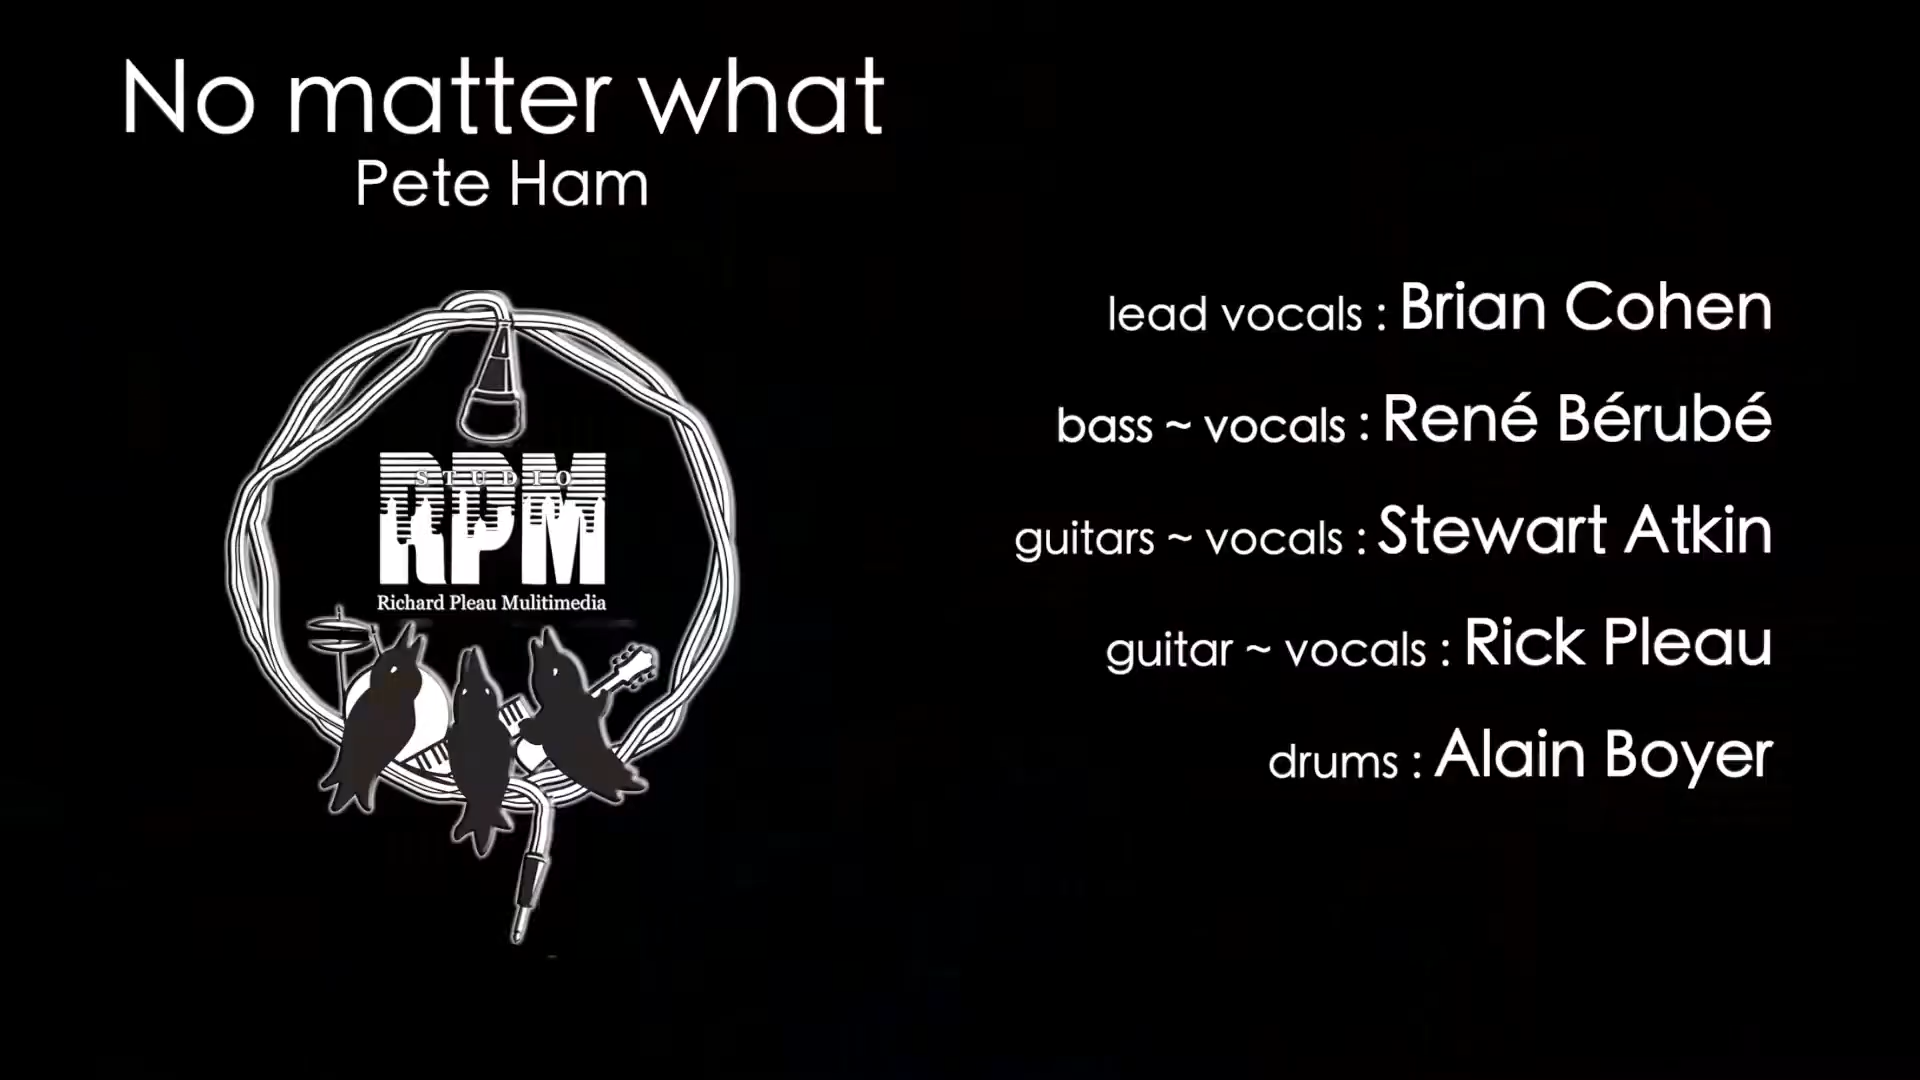 No matter what
Pete Ham
STUDIO
RPM
Richard Pleau Mulitimedia
lead vocals : Brian Cohen
bass ~ vocals : René Bérubé
guitars ~ vocals : Stewart Atkin
guitar ~ vocals : Rick Pleau
drums : Alain Boyer